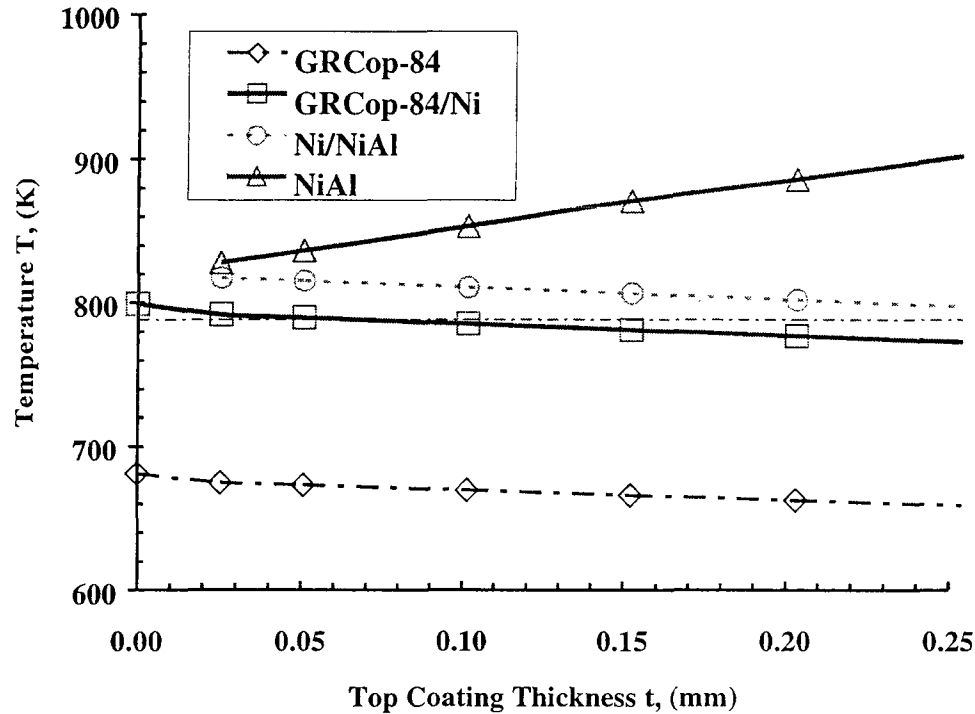 1000
900
800
700
600
Temperature T, (K)
GRCop-84
GRCop-84/Ni
Ni/NiAl
NiAl
0.00
0.05
0.10
0.15
0.20
0.25
Top Coating Thickness t, (mm)